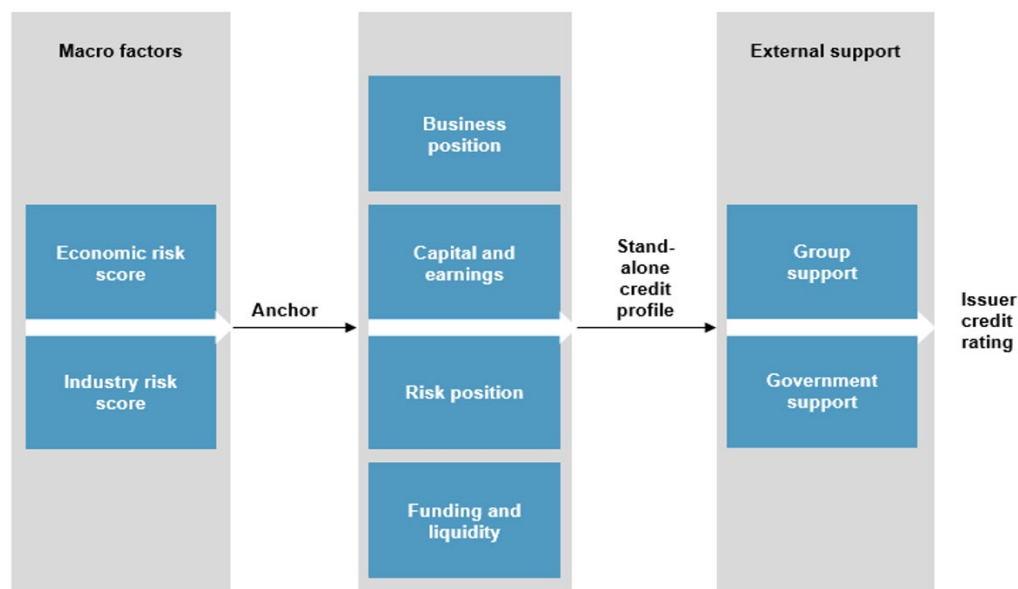 Macro factors
Economic risk
score
Industry risk
score
Anchor
Business
position
Capital and
earnings
Risk position
Funding and
liquidity
Stand-
alone
credit
profile
External support
Group
support
Government
support
Issuer
credit
rating